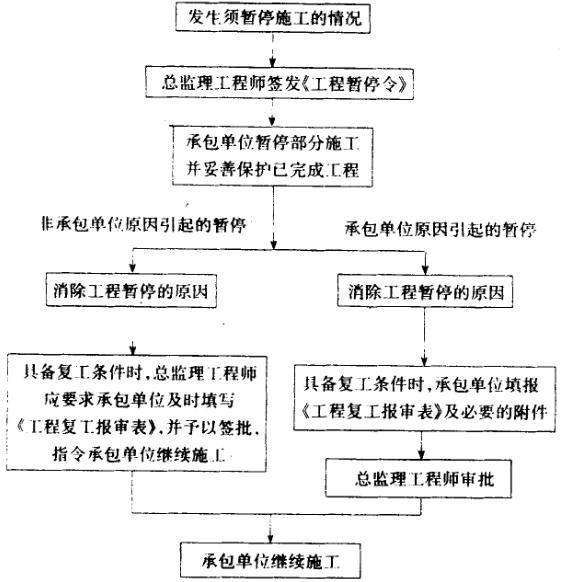 发生须暂停施工的情况
总监理工程师签发《工程暂停令》
承包单位暂停部分施工
并妥善保护已完成工程
非承包单位原因引起的暂停
承包单位原因引起的暂停
消除工程暂停的原因
消除工程暂停的原因
具备复工条件时，总监理工程师
应要求承包单位及时填写
《工程复工报审表》，并予以签批，
指令承包单位继续施工
具备复工条件时，承包单位填报
《工程复工报审表》及必要的附件
总监理工程师审批
承包单位继续施工